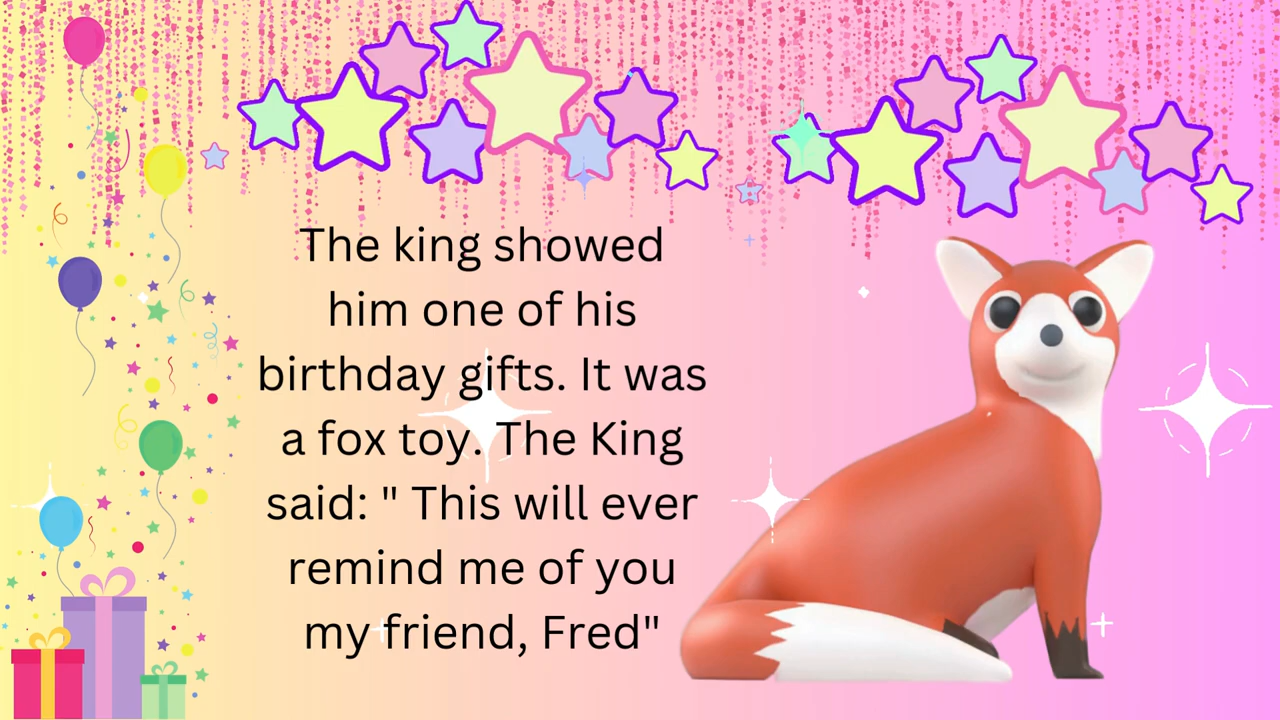 The king showed
him one of his
birthday gifts. It was
a fox toy. The King
said: " This will ever
remind me of you
my friend, Fred"